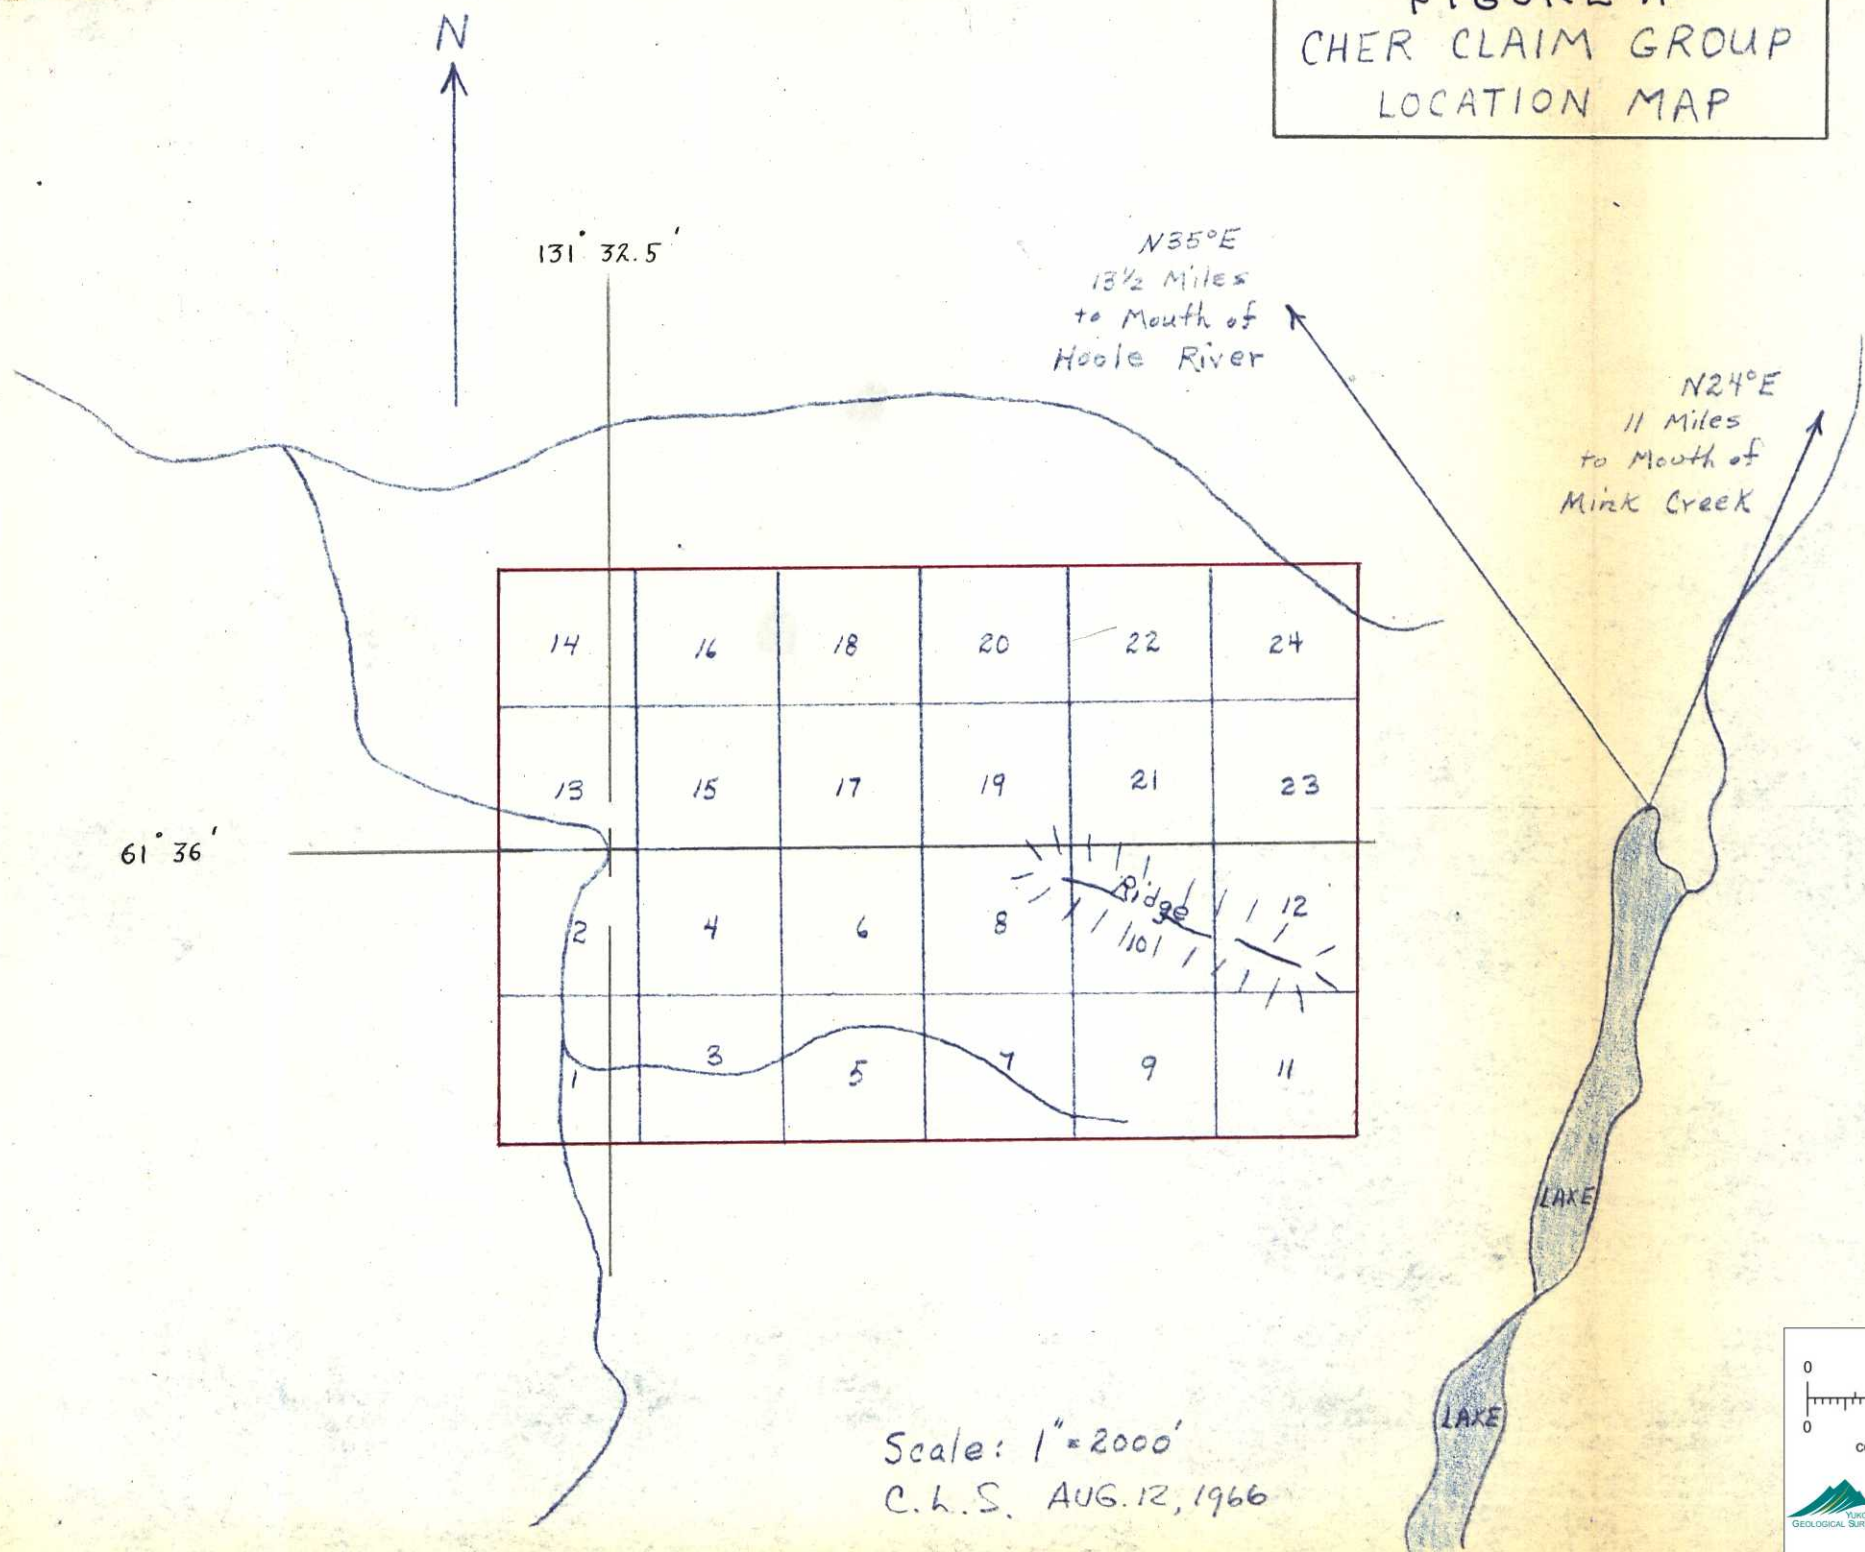 FIGURE A
CHER CLAIM GROUP
LOCATION MAP
N
131° 32.5'
N35°E
13½ Miles
to Mouth of
Hoole River
N24°E
11 Miles
to Mouth of
Mink Creek
14 16 18 20 22 24
13 15 17 19 21 23
61° 36'
Ridge
2 4 6 8 10 12
1 3 5 7 9 11
LAKE
LAKE
Scale: 1"=2000'
C.L.S. AUG. 12, 1966
0
0
GEOLOGICAL